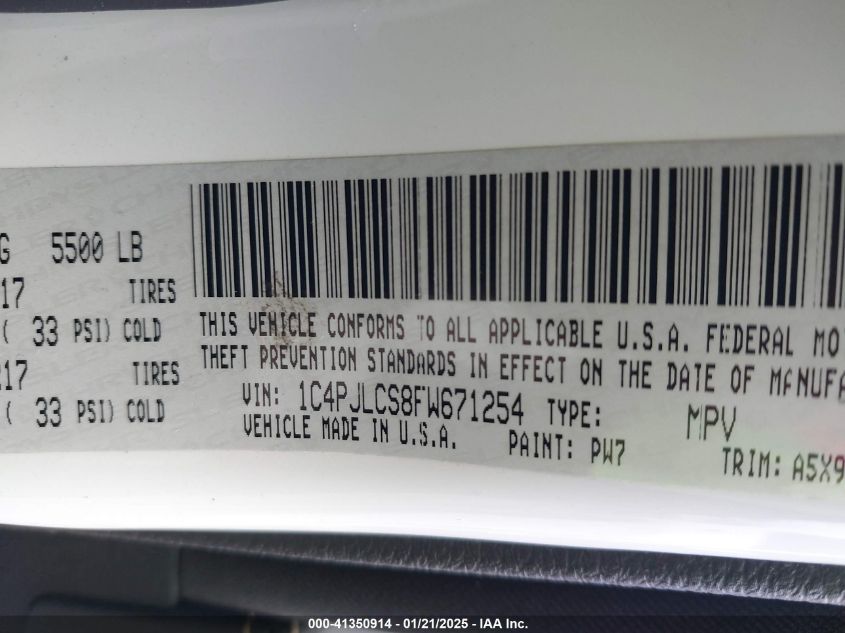 G 5500 LB
17 TIRES
( 33 PSI) COLD
217 TIRES
( 33 PSI) COLD
THIS VEHICLE CONFORMS TO ALL APPLICABLE U.S.A. FEDERAL MO
THEFT PREVENTION STANDARDS IN EFFECT ON THE DATE OF MANUFA
VIN: 1C4PJLCS8FW671254 TYPE: MPV
VEHICLE MADE IN U.S.A. PAINT: PW7 TRIM: A5X9
000-41350914 - 01/21/2025 - IAA Inc.